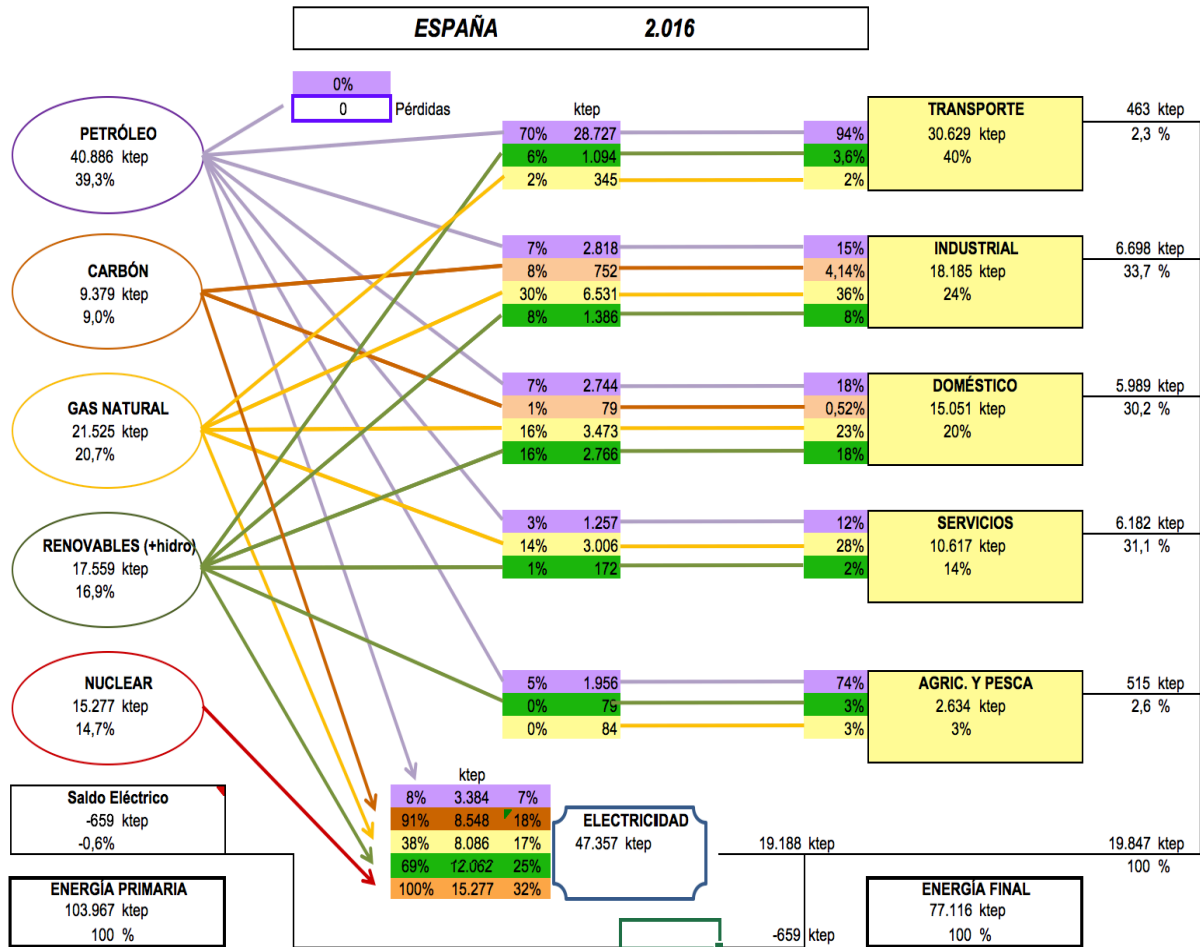 ESPAÑA 2.016
0%
0 Pérdidas
ktep
PETRÓLEO
40.886 ktep
39,3%
70% 28.727 94%
6% 1.094 3,6%
2% 345 2%
TRANSPORTE
30.629 ktep
40%
463 ktep
2,3 %
CARBÓN
9.379 ktep
9,0%
7% 2.818 15%
8% 752 4,14%
30% 6.531 36%
8% 1.386 8%
INDUSTRIAL
18.185 ktep
24%
6.698 ktep
33,7 %
GAS NATURAL
21.525 ktep
20,7%
7% 2.744 18%
1% 79 0,52%
16% 3.473 23%
16% 2.766 18%
DOMÉSTICO
15.051 ktep
20%
5.989 ktep
30,2 %
RENOVABLES (+hidro)
17.559 ktep
16,9%
3% 1.257 12%
14% 3.006 28%
1% 172 2%
SERVICIOS
10.617 ktep
14%
6.182 ktep
31,1 %
NUCLEAR
15.277 ktep
14,7%
5% 1.956 74%
0% 79 3%
0% 84 3%
AGRIC. Y PESCA
2.634 ktep
3%
515 ktep
2,6 %
Saldo Eléctrico
-659 ktep
-0,6%
ktep
8% 3.384 7%
91% 8.548 18%
38% 8.086 17%
69% 12.062 25%
100% 15.277 32%
ELECTRICIDAD
47.357 ktep
19.188 ktep
19.847 ktep
100 %
ENERGÍA PRIMARIA
103.967 ktep
100 %
-659 ktep
ENERGÍA FINAL
77.116 ktep
100 %